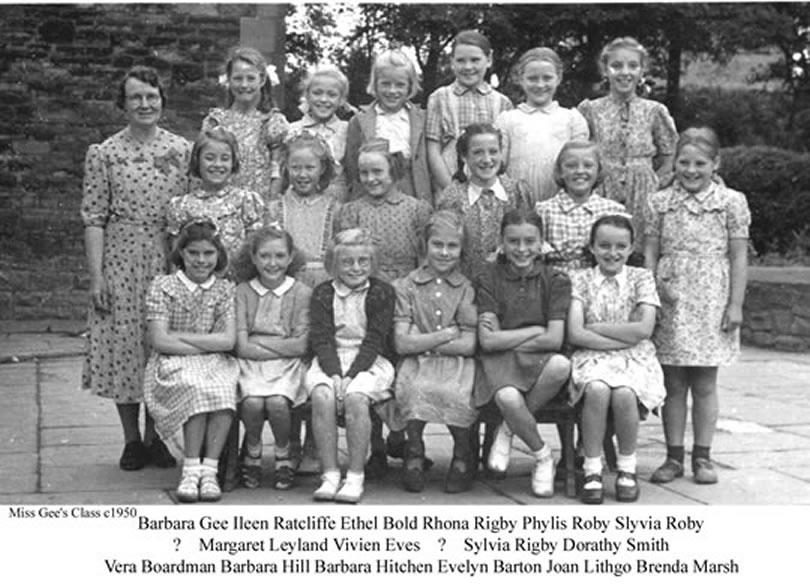 Miss Gee's Class c1950
Barbara Gee Ileen Ratcliffe Ethel Bold Rhona Rigby Phylis Roby Slyvia Roby
? Margaret Leyland Vivien Eves ? Sylvia Rigby Dorathy Smith
Vera Boardman Barbara Hill Barbara Hitchen Evelyn Barton Joan Lithgo Brenda Marsh